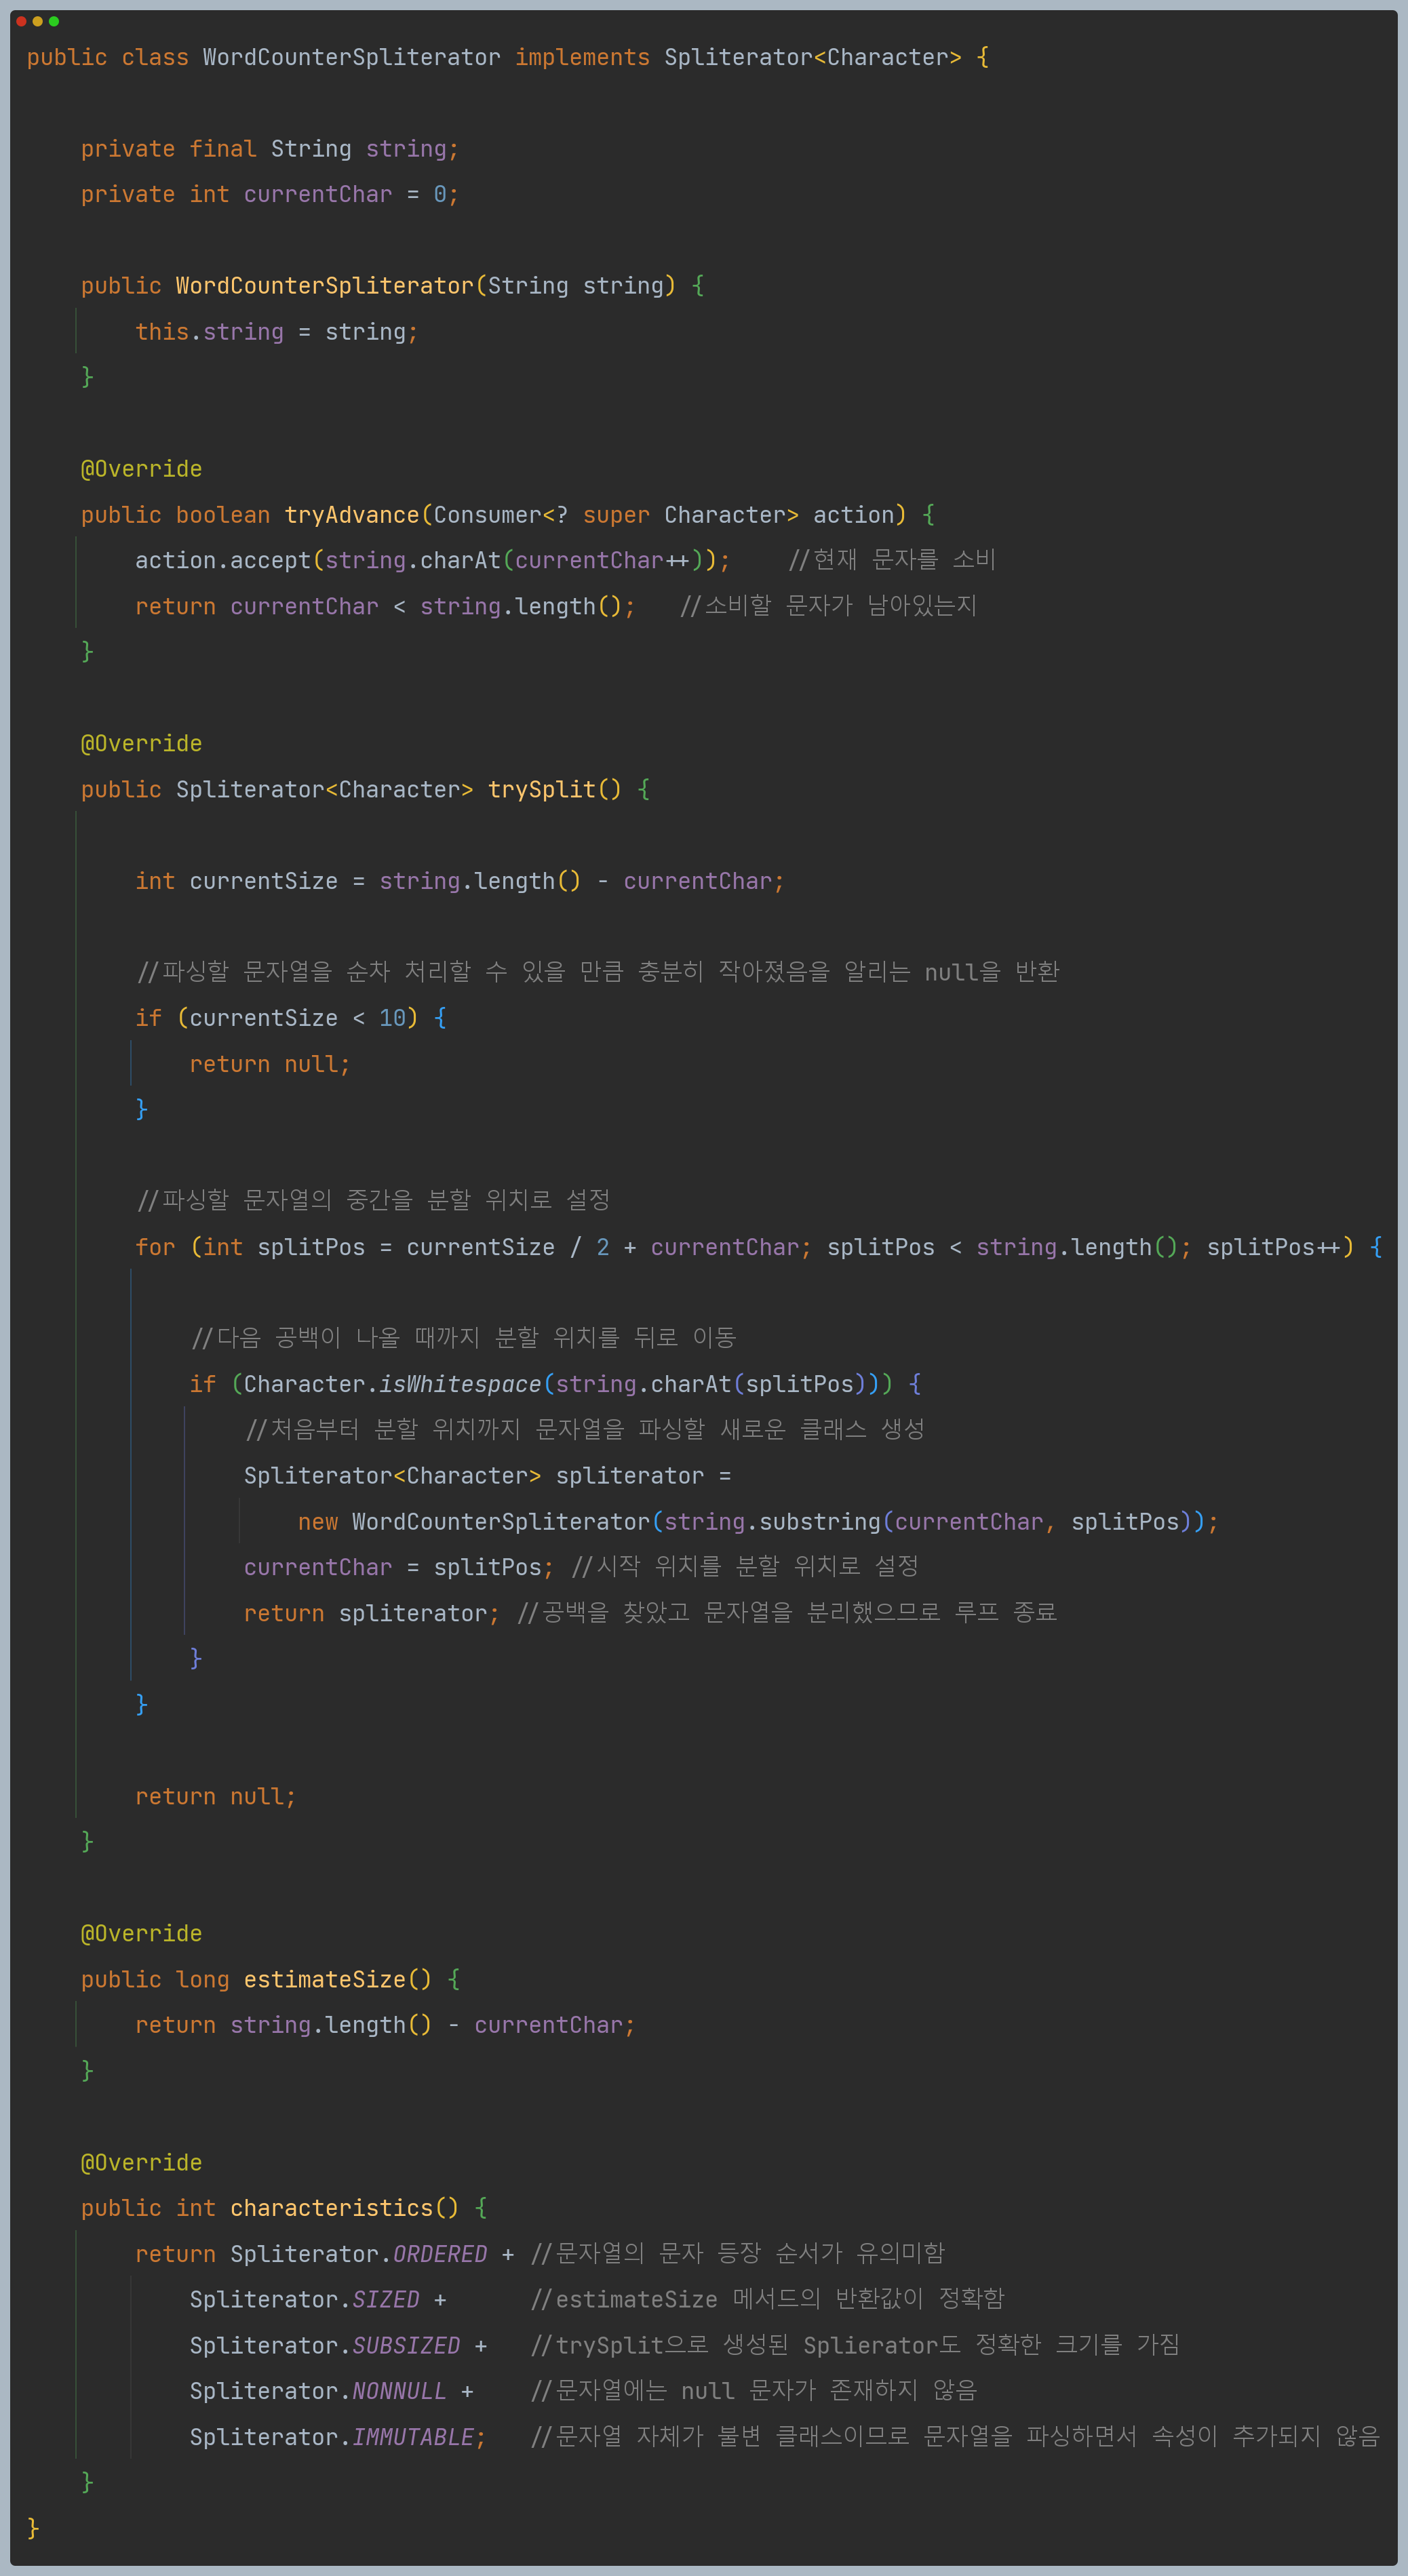 public class WordCounterSpliterator implements Spliterator<Character> {
private final String string;
private int currentChar = 0;
public WordCounterSpliterator(String string) {
this.string = string;
}
@Override
public boolean tryAdvance(Consumer<? super Character> action) {
action.accept(string.charAt(currentChar++)); //현재 문자를 소비
return currentChar < string.length(); //소비할 문자가 남아있는지
}
@Override
public Spliterator<Character> trySplit() {
int currentSize = string.length() - currentChar;
//파싱할 문자열을 순차 처리할 수 있을 만큼 충분히 작아졌음을 알리는 null을 반환
if (currentSize < 10) {
return null;
}
//파싱할 문자열의 중간을 분할 위치로 설정
for (int splitPos = currentSize / 2 + currentChar; splitPos < string.length(); splitPos++) {
//다음 공백이 나올 때까지 분할 위치를 뒤로 이동
if (Character.isWhitespace(string.charAt(splitPos))) {
//처음부터 분할 위치까지 문자열을 파싱할 새로운 클래스 생성
Spliterator<Character> spliterator =
new WordCounterSpliterator(string.substring(currentChar, splitPos));
currentChar = splitPos; //시작 위치를 분할 위치로 설정
return spliterator; //공백을 찾았고 문자열을 분리했으므로 루프 종료
}
}
return null;
}
@Override
public long estimateSize() {
return string.length() - currentChar;
}
@Override
public int characteristics() {
return Spliterator.ORDERED + //문자열의 문자 등장 순서가 유의미함
Spliterator.SIZED + //estimateSize 메서드의 반환값이 정확함
Spliterator.SUBSIZED + //trySplit으로 생성된 Splierator도 정확한 크기를 가짐
Spliterator.NONNULL + //문자열에는 null 문자가 존재하지 않음
Spliterator.IMMUTABLE; //문자열 자체가 불변 클래스이므로 문자열을 파싱하면서 속성이 추가되지 않음
}
}